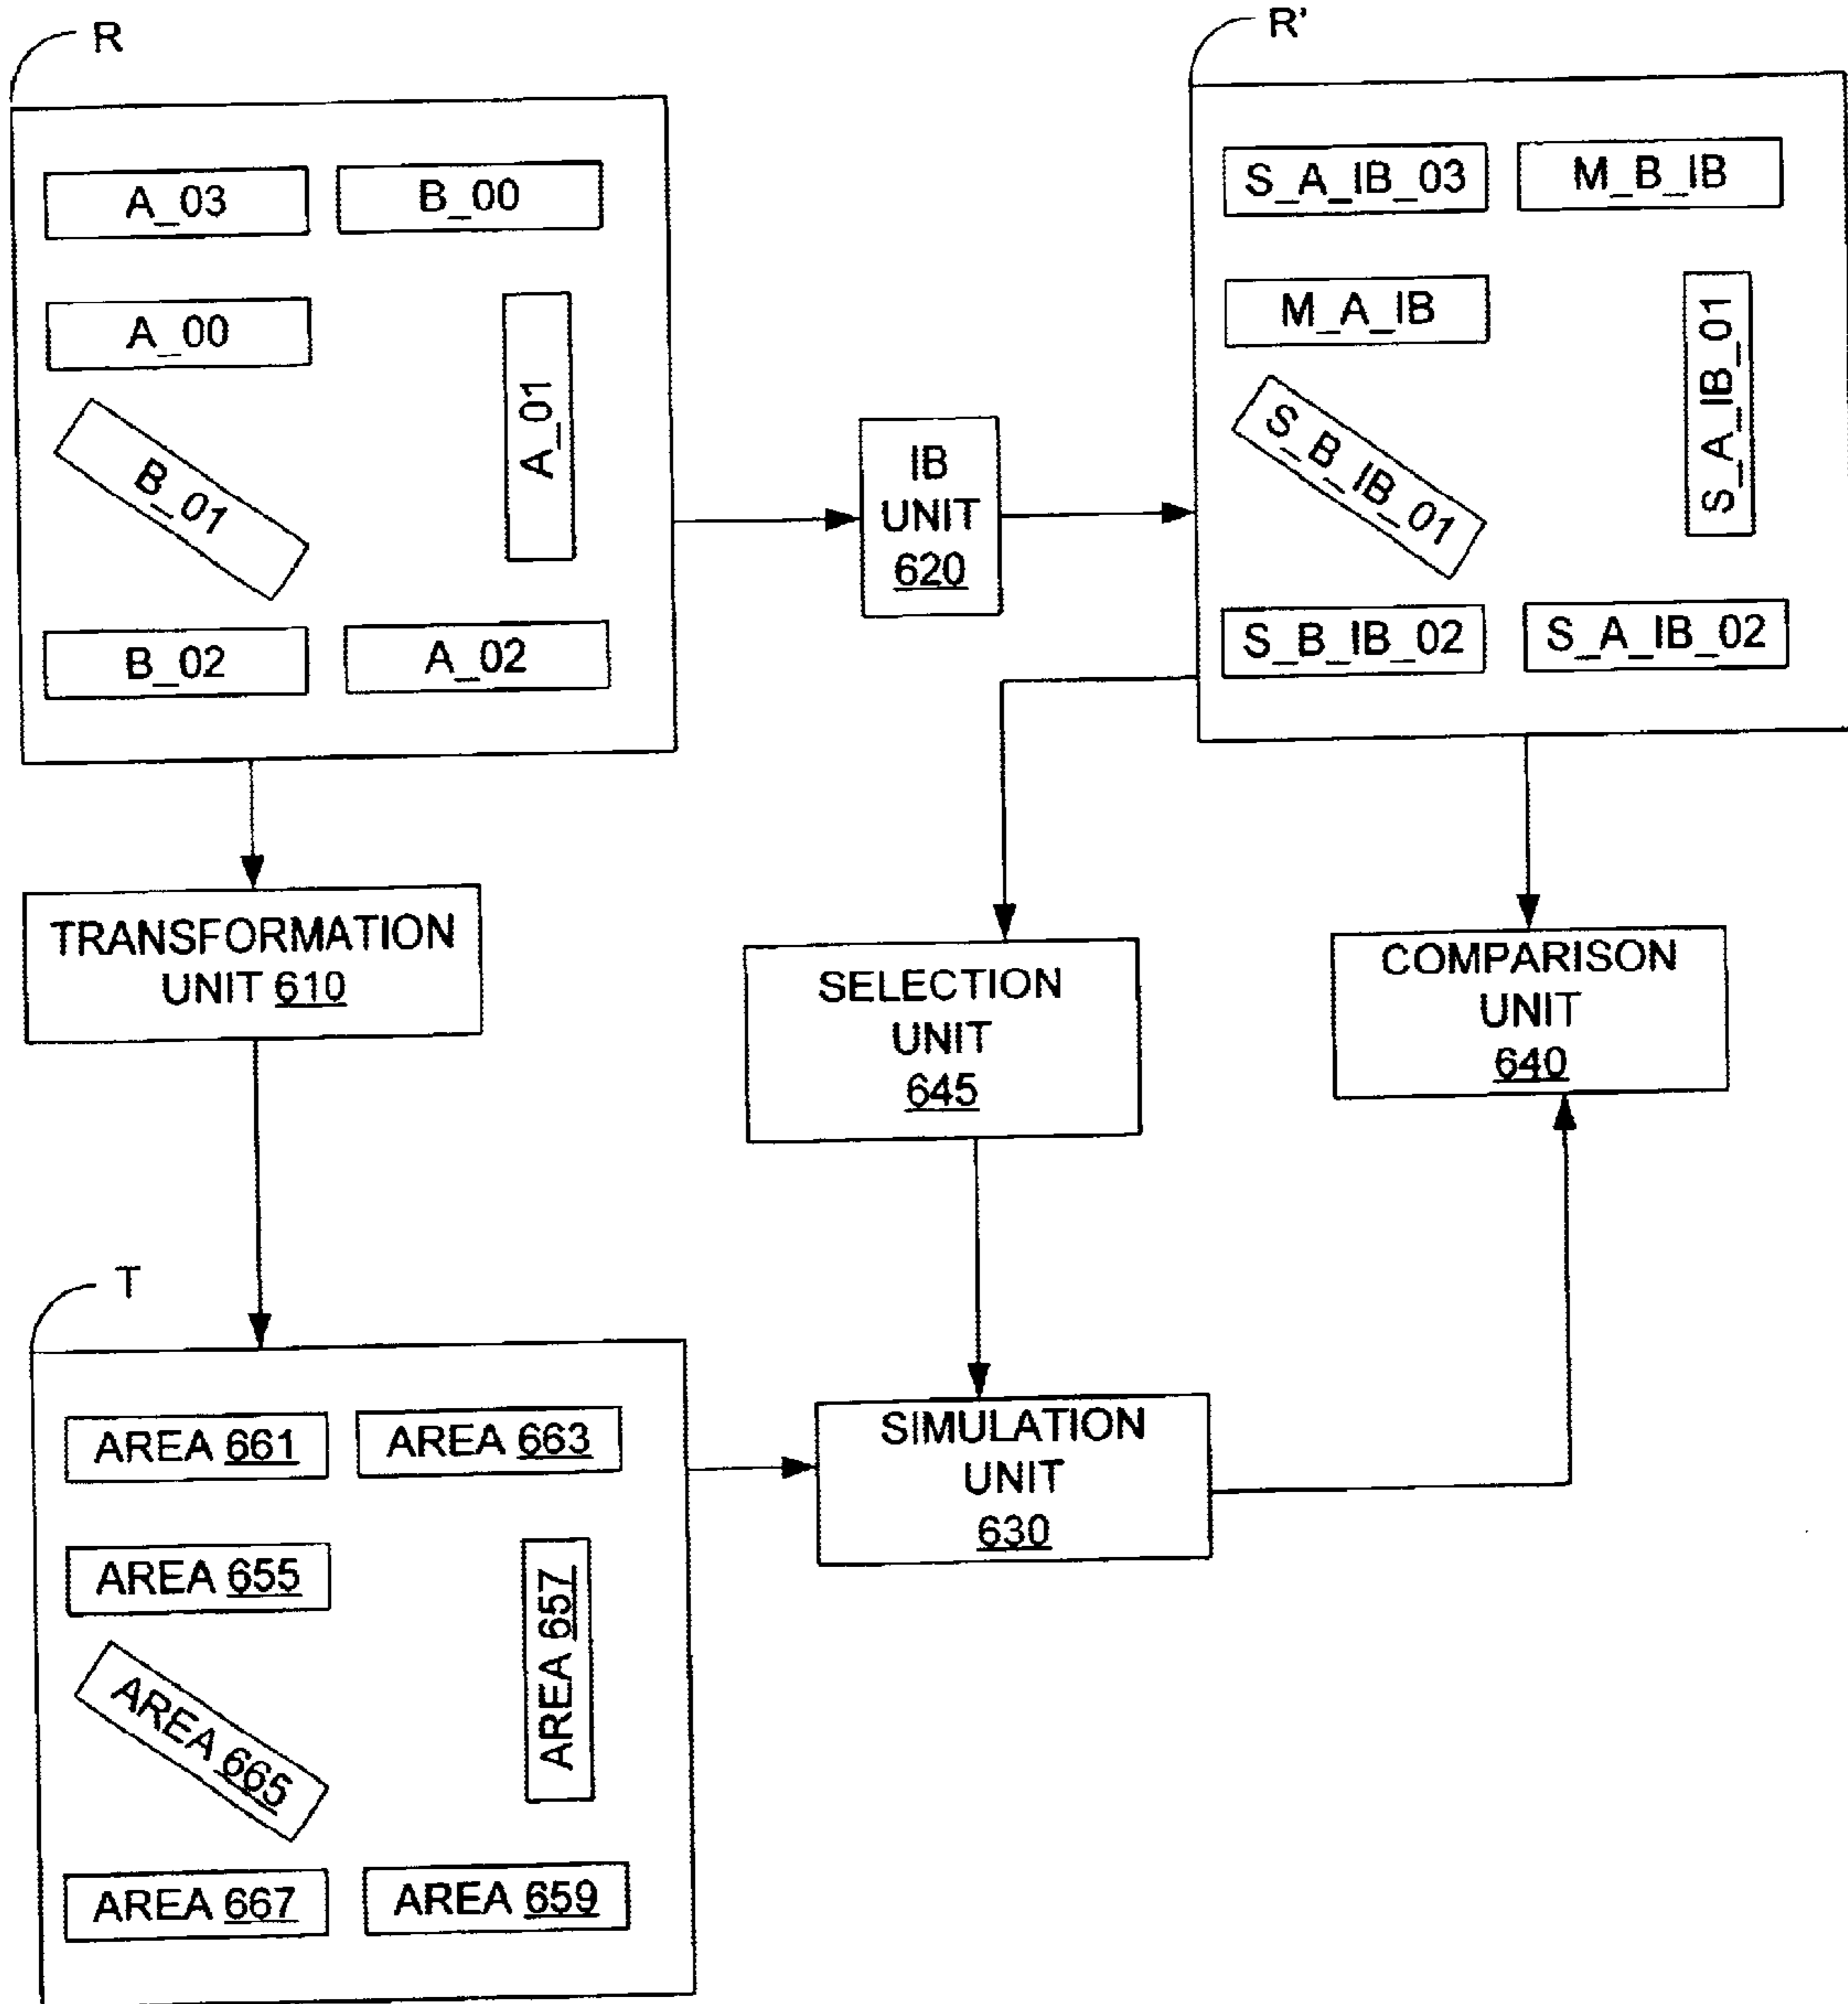 R
A_03
B_00
A_00
A_01
B_01
B_02
A_02
IB
UNIT
620
R'
S_A_IB_03
M_B_IB
M_A_IB
S_A_IB_01
S_B_IB_01
S_B_IB_02
S_A_IB_02
TRANSFORMATION
UNIT 610
SELECTION
UNIT
645
COMPARISON
UNIT
640
T
AREA 661
AREA 663
AREA 655
AREA 657
AREA 665
AREA 667
AREA 659
SIMULATION
UNIT
630